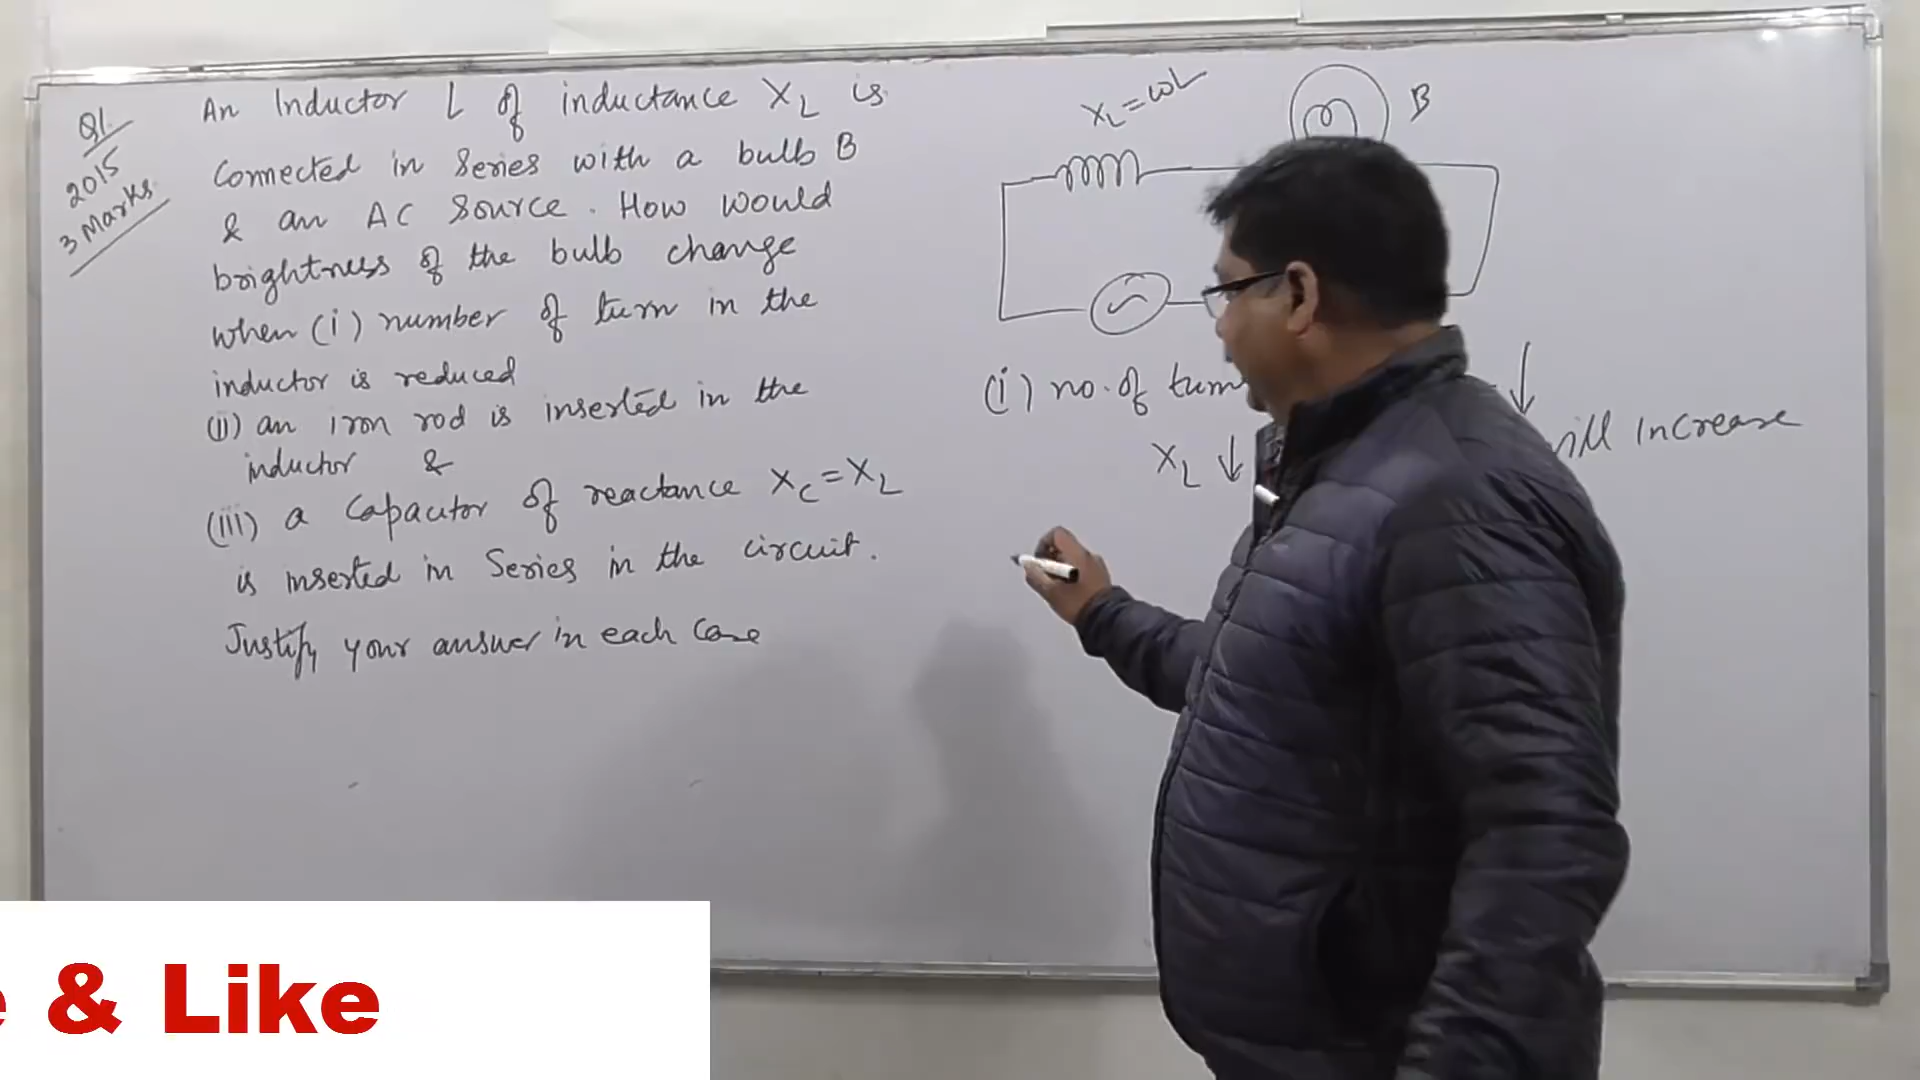 Q1.
2015
3 Marks
An Inductor L of inductance XL is
Connected in Series with a bulb B
& an AC Source. How would
brightness of the bulb change
when (i) number of turn in the
inductor is reduced
(ii) an iron rod is inserted in the
inductor &
(iii) a Capacitor of reactance XC = XL
is inserted in Series in the circuit.
Justify your answer in each Case
XL = ωL
B
(i) no. of turn ↓
XL ↓ will increase
& Like